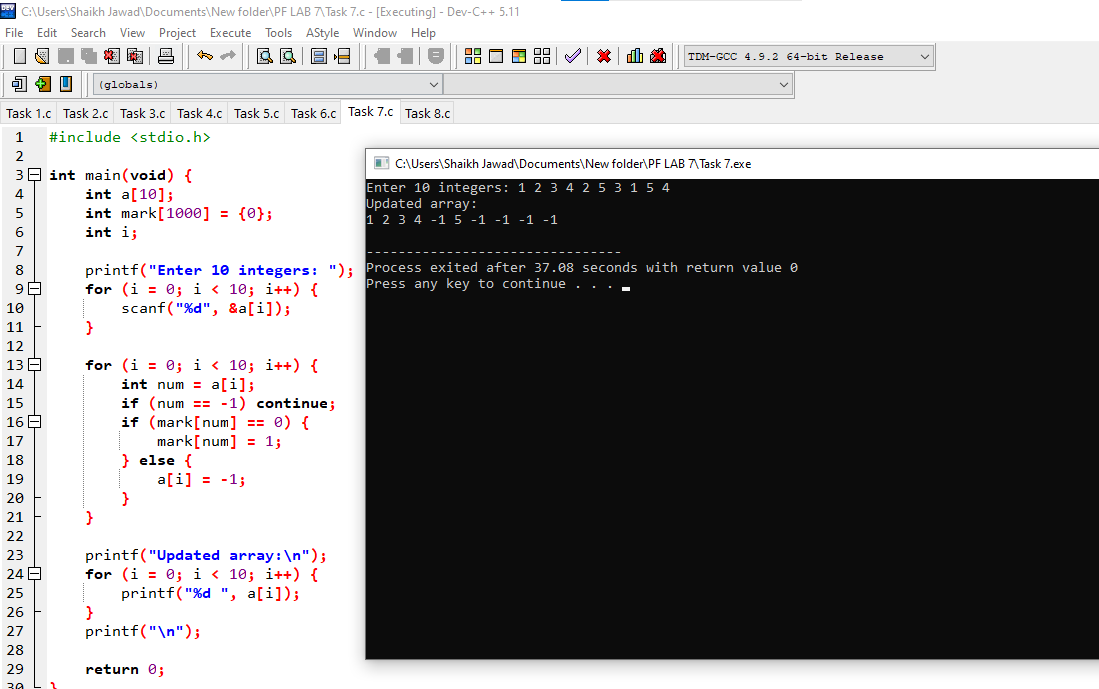 C:\Users\Shaikh Jawad\Documents\New folder\PF LAB 7\Task 7.c - [Executing] - Dev-C++ 5.11
File Edit Search View Project Execute Tools AStyle Window Help
TDM-GCC 4.9.2 64-bit Release
(globals)
Task 1.c Task 2.c Task 3.c Task 4.c Task 5.c Task 6.c Task 7.c Task 8.c
1 #include <stdio.h>
2
3 int main(void) {
4 int a[10];
5 int mark[1000] = {0};
6 int i;
7
8 printf("Enter 10 integers: ");
9 for (i = 0; i < 10; i++) {
10 scanf("%d", &a[i]);
11 }
12
13 for (i = 0; i < 10; i++) {
14 int num = a[i];
15 if (num == -1) continue;
16 if (mark[num] == 0) {
17 mark[num] = 1;
18 } else {
19 a[i] = -1;
20 }
21 }
22
23 printf("Updated array:\n");
24 for (i = 0; i < 10; i++) {
25 printf("%d ", a[i]);
26 }
27 printf("\n");
28
29 return 0;
30 }
C:\Users\Shaikh Jawad\Documents\New folder\PF LAB 7\Task 7.exe
Enter 10 integers: 1 2 3 4 2 5 3 1 5 4
Updated array:
1 2 3 4 -1 5 -1 -1 -1 -1
--------------------------------
Process exited after 37.08 seconds with return value 0
Press any key to continue . . .